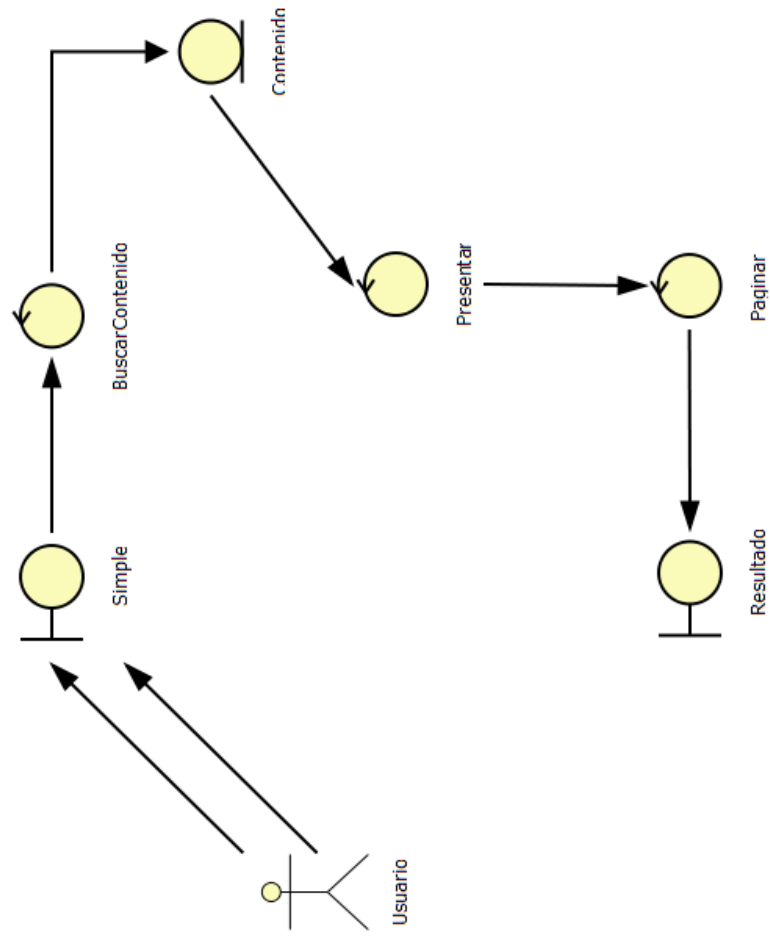 Usuario
Simple
BuscarContenido
Contenido
Presentar
Paginar
Resultado